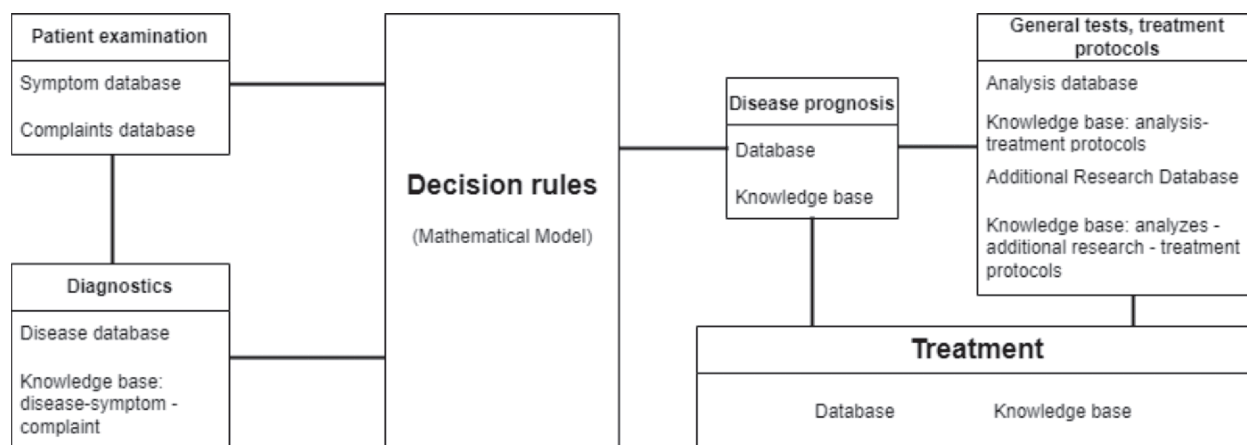 Patient examination
Symptom database
Complaints database
Diagnostics
Disease database
Knowledge base:
disease-symptom -
complaint
Decision rules
(Mathematical Model)
Disease prognosis
Database
Knowledge base
General tests, treatment
protocols
Analysis database
Knowledge base: analysis-
treatment protocols
Additional Research Database
Knowledge base: analyzes -
additional research - treatment
protocols
Treatment
Database Knowledge base